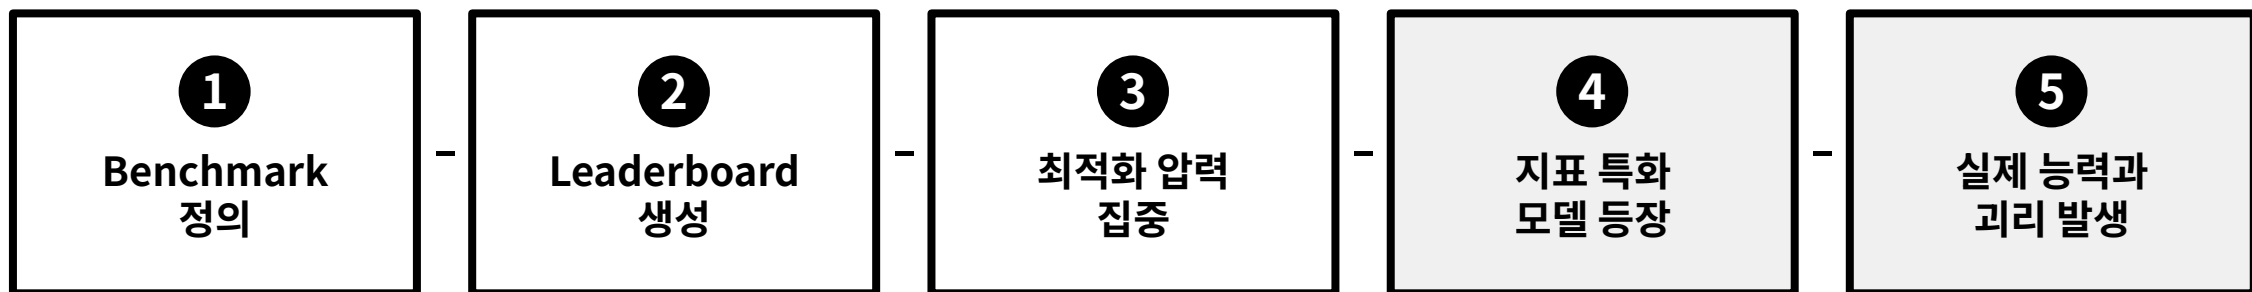 1
Benchmark
정의
2
Leaderboard
생성
3
최적화 압력
집중
4
지표 특화
모델 등장
5
실제 능력과
괴리 발생